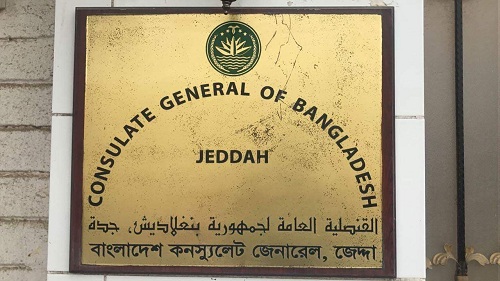 CONSULATE GENERAL OF BANGLADESH
JEDDAH
القنصلية العامة لجمهورية بنغلاديش، جدة
বাংলাদেশ কনস্যুলেট জেনারেল, জেদ্দা